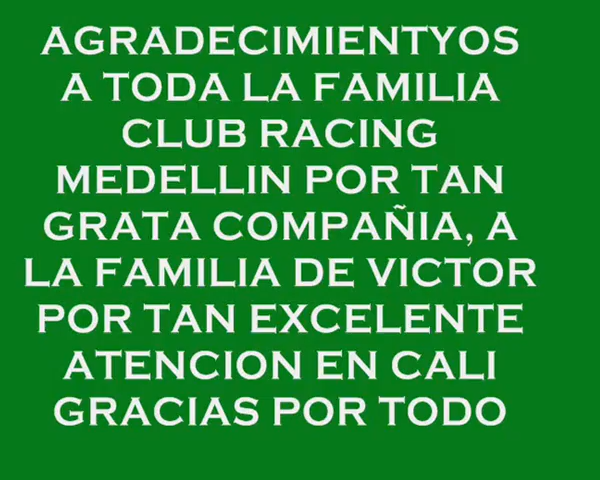 AGRADECIMIENTYOS
A TODA LA FAMILIA
CLUB RACING
MEDELLIN POR TAN
GRATA COMPAÑIA, A
LA FAMILIA DE VICTOR
POR TAN EXCELENTE
ATENCION EN CALI
GRACIAS POR TODO